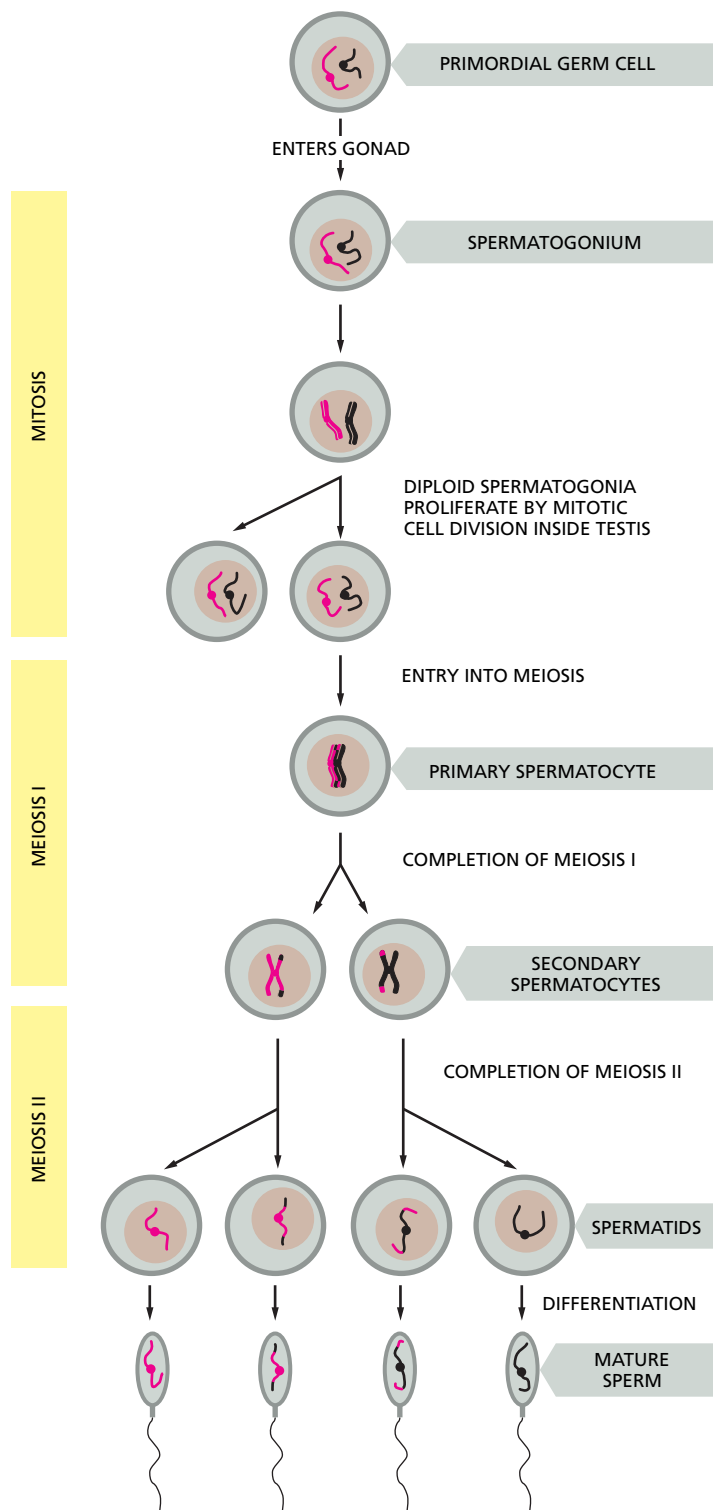 PRIMORDIAL GERM CELL
ENTERS GONAD
SPERMATOGONIUM
MITOSIS
DIPLOID SPERMATOGONIA
PROLIFERATE BY MITOTIC
CELL DIVISION INSIDE TESTIS
ENTRY INTO MEIOSIS
MEIOSIS I
PRIMARY SPERMATOCYTE
COMPLETION OF MEIOSIS I
SECONDARY
SPERMATOCYTES
MEIOSIS II
COMPLETION OF MEIOSIS II
SPERMATIDS
DIFFERENTIATION
MATURE
SPERM